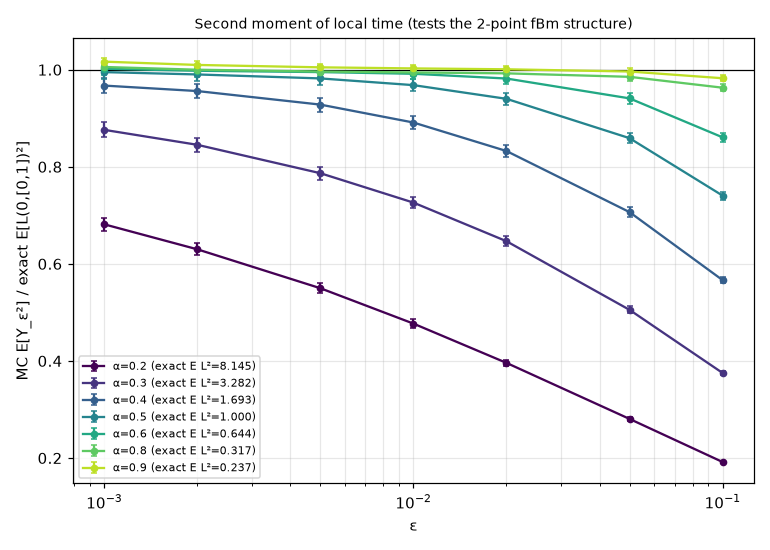 Second moment of local time (tests the 2-point fBm structure)
MC E[Y_ε²] / exact E[L(0,[0,1])²]
1.0
0.8
0.6
0.4
0.2
α=0.2 (exact E L²=8.145)
α=0.3 (exact E L²=3.282)
α=0.4 (exact E L²=1.693)
α=0.5 (exact E L²=1.000)
α=0.6 (exact E L²=0.644)
α=0.8 (exact E L²=0.317)
α=0.9 (exact E L²=0.237)
10⁻³ 10⁻² 10⁻¹
ε